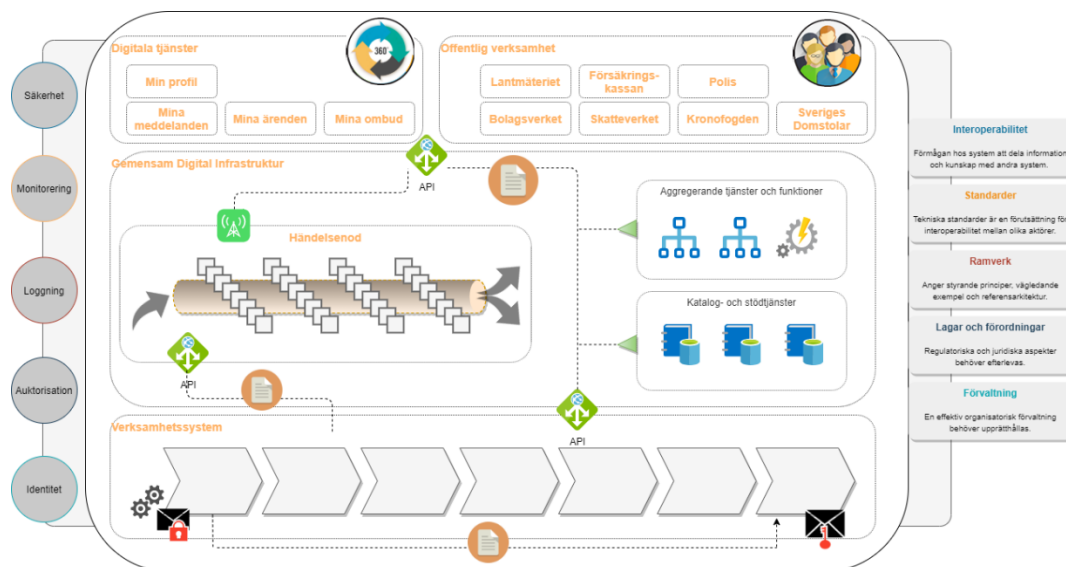 Digitala tjänster
360°
Min profil
Mina
meddelanden
Mina ärenden
Mina ombud
Offentlig verksamhet
Lantmäteriet
Försäkrings-
kassan
Polis
Bolagsverket
Skatteverket
Kronofogden
Sveriges
Domstolar
Säkerhet
Monitorering
Loggning
Auktorisation
Identitet
Gemensam Digital Infrastruktur
API
Händelsenod
API
Aggregerande tjänster och funktioner
Katalog- och stödtjänster
API
Verksamhetssystem
Interoperabilitet
Förmågan hos system att dela information
och kunskap med andra system.
Standarder
Tekniska standarder är en förutsättning för
interoperabilitet mellan olika aktörer.
Ramverk
Anger styrande principer, vägledande
exempel och referensarkitektur.
Lagar och förordningar
Regulatoriska och juridiska aspekter
behöver efterlevas.
Förvaltning
En effektiv organisatorisk förvaltning
behöver upprätthållas.